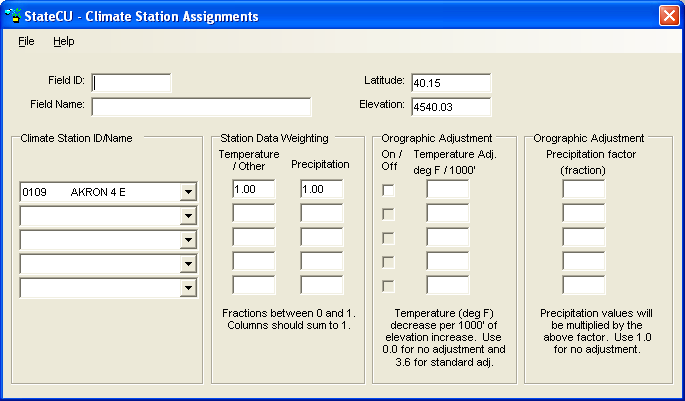 StateCU - Climate Station Assignments
File Help
Field ID:
Latitude: 40.15
Field Name:
Elevation: 4540.03
Climate Station ID/Name
0109 AKRON 4 E
Station Data Weighting
Temperature
/ Other
Precipitation
1.00 1.00
Fractions between 0 and 1.
Columns should sum to 1.
Orographic Adjustment
On /
Off
Temperature Adj.
deg F / 1000'
Temperature (deg F)
decrease per 1000' of
elevation increase. Use
0.0 for no adjustment and
3.6 for standard adj.
Orographic Adjustment
Precipitation factor
(fraction)
Precipitation values will
be multiplied by the
above factor. Use 1.0
for no adjustment.